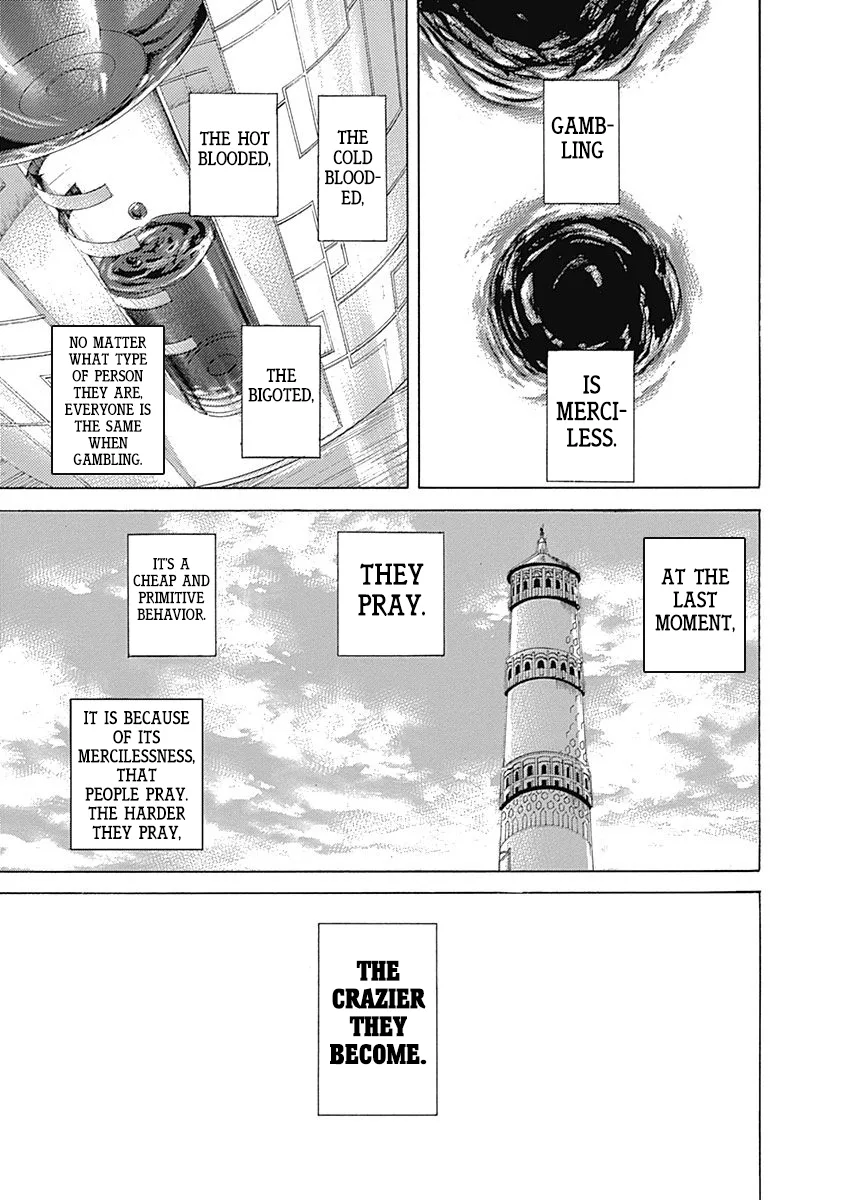 GAMB-
LING
IS
MERCI-
LESS.
THE
COLD
BLOOD-
ED,
THE HOT
BLOODED,
THE
BIGOTED,
NO MATTER
WHAT TYPE
OF PERSON
THEY ARE,
EVERYONE IS
THE SAME
WHEN
GAMBLING.
AT THE
LAST
MOMENT,
THEY
PRAY.
IT'S A
CHEAP AND
PRIMITIVE
BEHAVIOR.
IT IS BECAUSE
OF ITS
MERCILESSNESS,
THAT
PEOPLE PRAY.
THE HARDER
THEY PRAY,
THE
CRAZIER
THEY
BECOME.